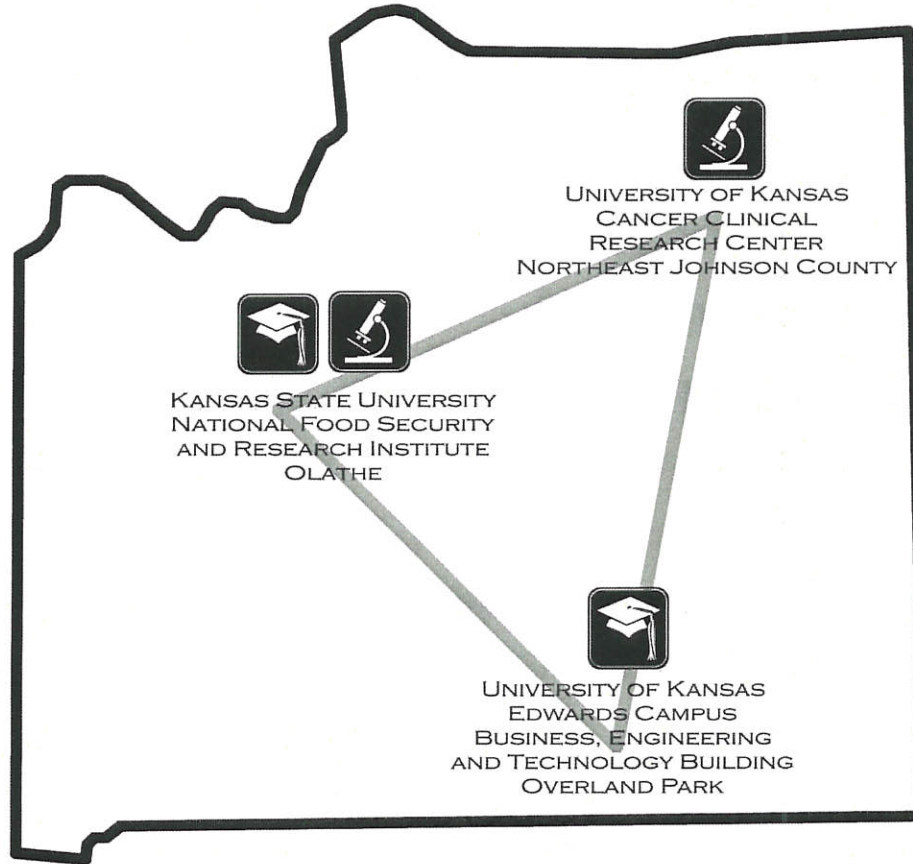 UNIVERSITY OF KANSAS
CANCER CLINICAL
RESEARCH CENTER
NORTHEAST JOHNSON COUNTY
KANSAS STATE UNIVERSITY
NATIONAL FOOD SECURITY
AND RESEARCH INSTITUTE
OLATHE
UNIVERSITY OF KANSAS
EDWARDS CAMPUS
BUSINESS, ENGINEERING
AND TECHNOLOGY BUILDING
OVERLAND PARK